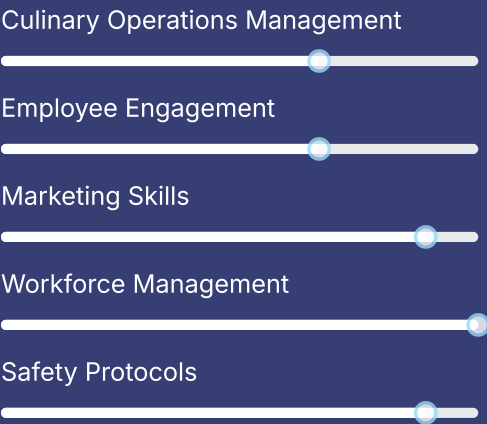 Culinary Operations Management
Employee Engagement
Marketing Skills
Workforce Management
Safety Protocols